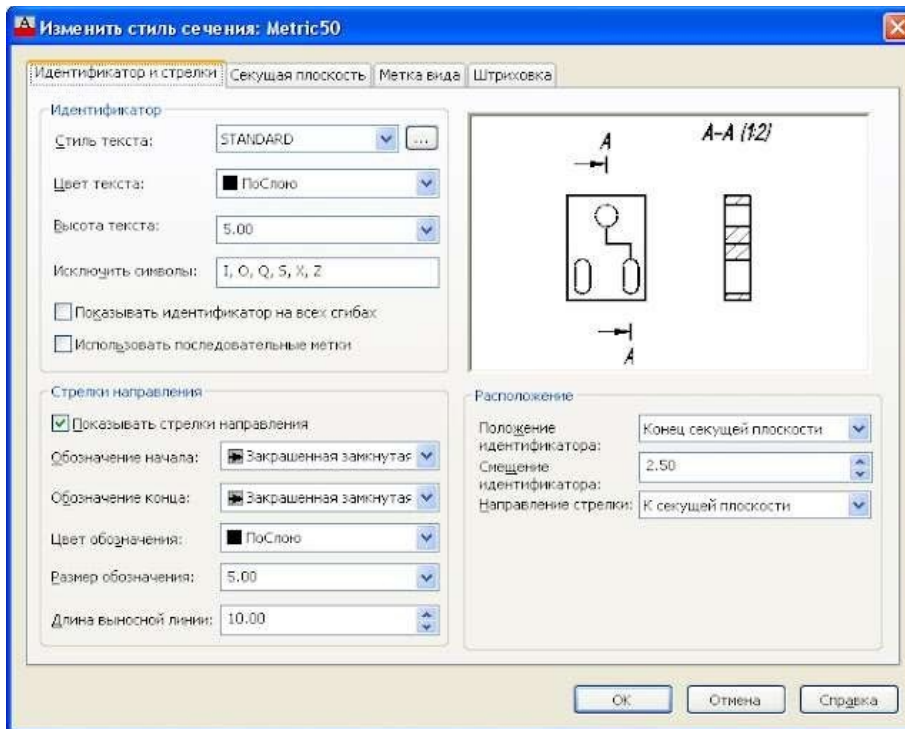 Изменить стиль сечения: Metric50
Идентификатор и стрелки Секущая плоскость Метка вида Штриховка
Идентификатор
Стиль текста: STANDARD ...
Цвет текста: ПоСлою
Высота текста: 5.00
Исключить символы: I, O, Q, S, X, Z
Показывать идентификатор на всех сгибах
Использовать последовательные метки
A
A-A (1:2)
A
Стрелки направления
Показывать стрелки направления
Обозначение начала: Закрашенная замкнутая
Обозначение конца: Закрашенная замкнутая
Цвет обозначения: ПоСлою
Размер обозначения: 5.00
Длина выносной линии: 10.00
Расположение
Положение
идентификатора: Конец секущей плоскости
Смещение
идентификатора: 2.50
Направление стрелки: К секущей плоскости
ОК Отмена Справка